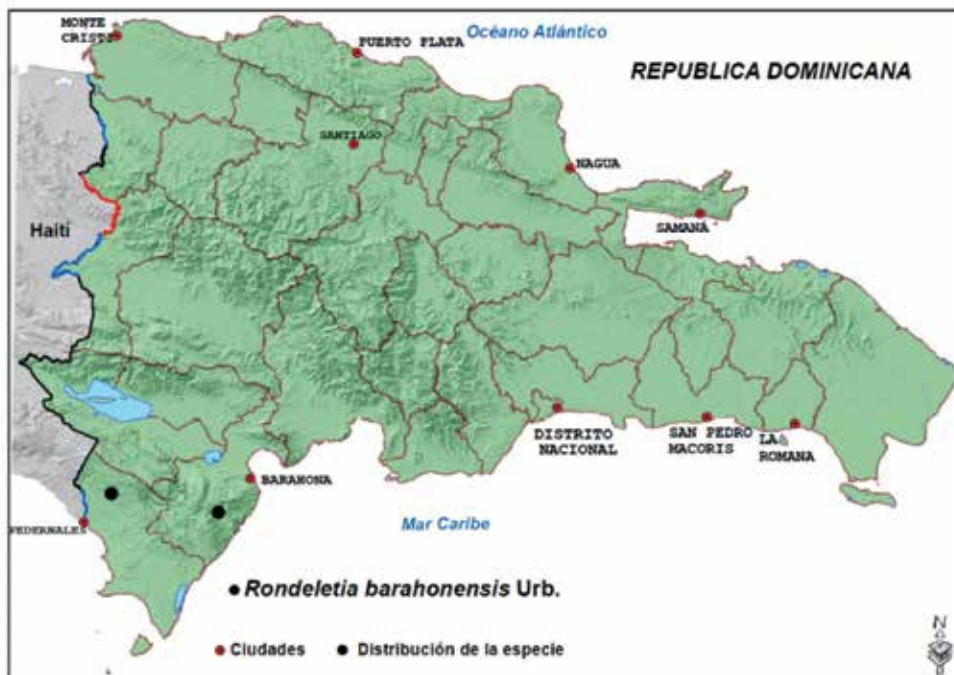 MONTE
CRISTI
PUERTO PLATA
Océano Atlántico
REPUBLICA DOMINICANA
SANTIAGO
NAGUA
SAMANÁ
Haití
DISTRITO
NACIONAL
SAN PEDRO
MACORIS
LA
ROMANA
BARAHONA
PEDERNALES
Mar Caribe
● Rondeletia barahonensis Urb.
● Ciudades ● Distribución de la especie
N